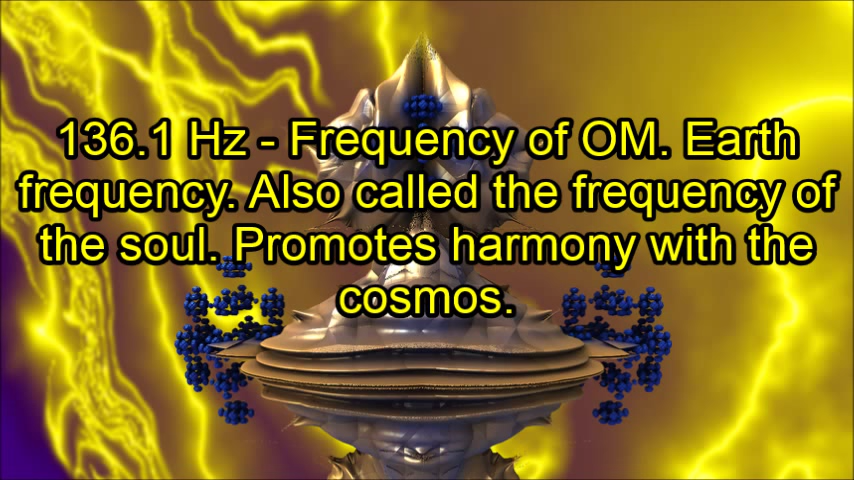 136.1 Hz - Frequency of OM. Earth
frequency. Also called the frequency of
the soul. Promotes harmony with the
cosmos.